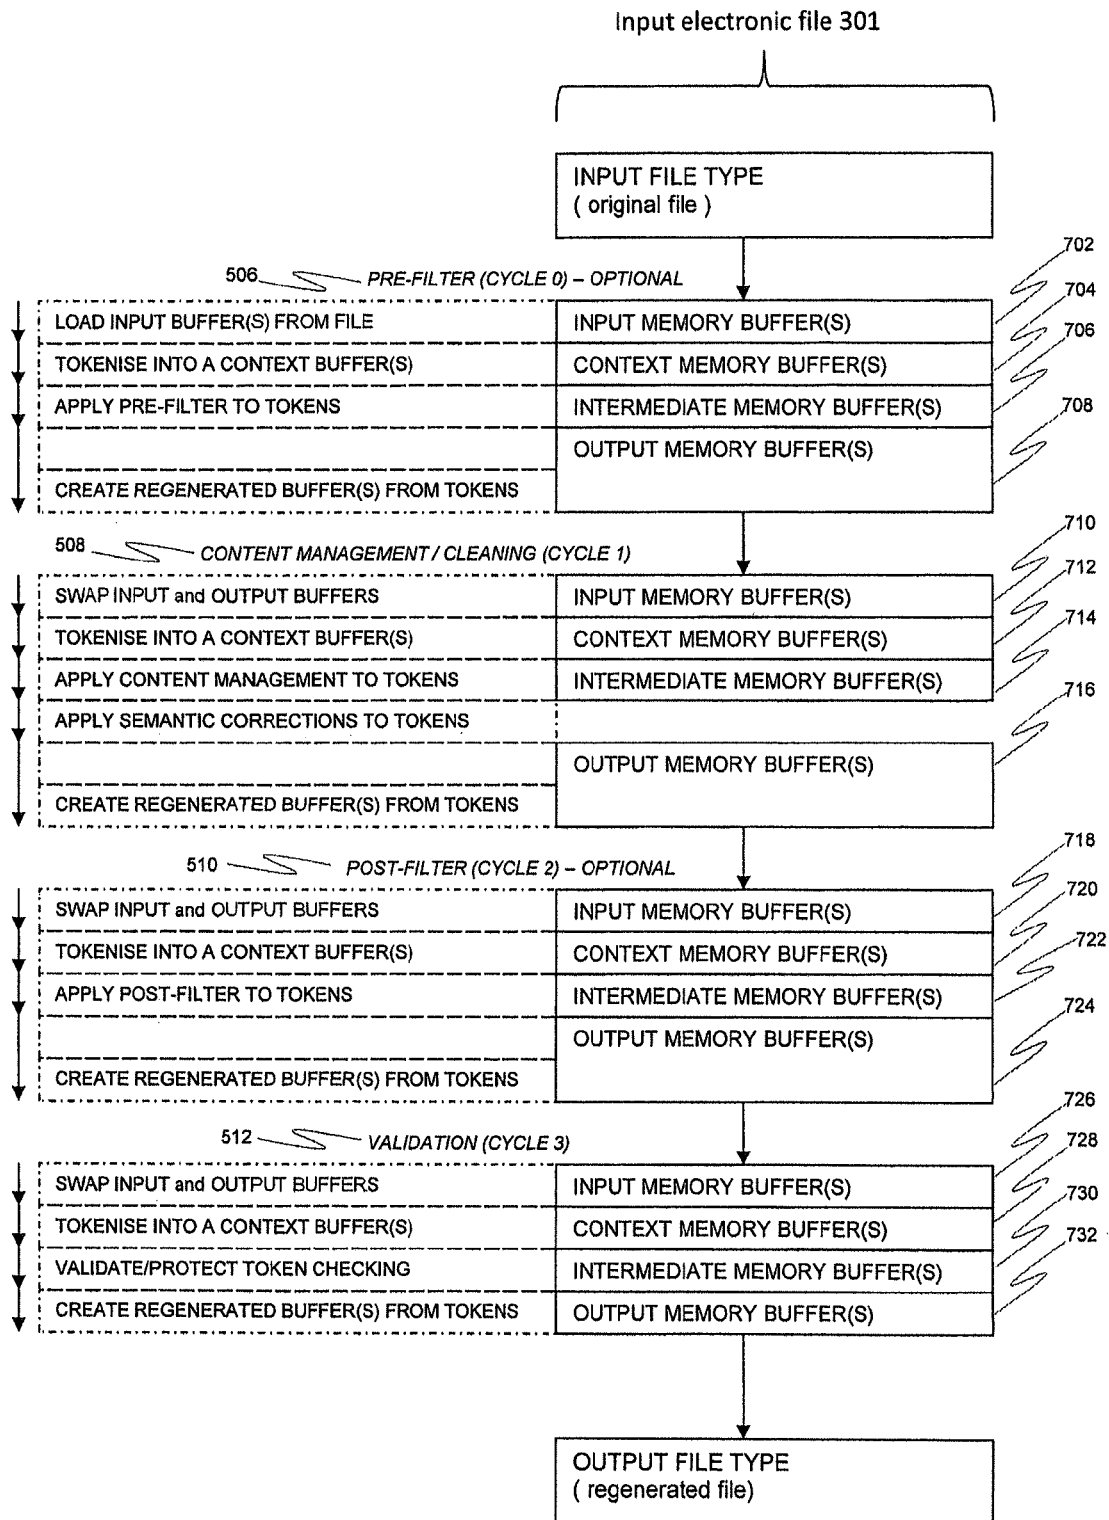 Input electronic file 301
INPUT FILE TYPE
( original file )
702
506 PRE-FILTER (CYCLE 0) – OPTIONAL
704
LOAD INPUT BUFFER(S) FROM FILE INPUT MEMORY BUFFER(S)
706
TOKENISE INTO A CONTEXT BUFFER(S) CONTEXT MEMORY BUFFER(S)
APPLY PRE-FILTER TO TOKENS INTERMEDIATE MEMORY BUFFER(S)
708
OUTPUT MEMORY BUFFER(S)
CREATE REGENERATED BUFFER(S) FROM TOKENS
710
508 CONTENT MANAGEMENT / CLEANING (CYCLE 1)
712
SWAP INPUT and OUTPUT BUFFERS INPUT MEMORY BUFFER(S)
714
TOKENISE INTO A CONTEXT BUFFER(S) CONTEXT MEMORY BUFFER(S)
APPLY CONTENT MANAGEMENT TO TOKENS INTERMEDIATE MEMORY BUFFER(S)
716
APPLY SEMANTIC CORRECTIONS TO TOKENS
OUTPUT MEMORY BUFFER(S)
CREATE REGENERATED BUFFER(S) FROM TOKENS
718
510 POST-FILTER (CYCLE 2) – OPTIONAL
720
SWAP INPUT and OUTPUT BUFFERS INPUT MEMORY BUFFER(S)
722
TOKENISE INTO A CONTEXT BUFFER(S) CONTEXT MEMORY BUFFER(S)
APPLY POST-FILTER TO TOKENS INTERMEDIATE MEMORY BUFFER(S)
724
OUTPUT MEMORY BUFFER(S)
CREATE REGENERATED BUFFER(S) FROM TOKENS
726
512 VALIDATION (CYCLE 3)
728
SWAP INPUT and OUTPUT BUFFERS INPUT MEMORY BUFFER(S)
730
TOKENISE INTO A CONTEXT BUFFER(S) CONTEXT MEMORY BUFFER(S)
732
VALIDATE/PROTECT TOKEN CHECKING INTERMEDIATE MEMORY BUFFER(S)
CREATE REGENERATED BUFFER(S) FROM TOKENS OUTPUT MEMORY BUFFER(S)
OUTPUT FILE TYPE
( regenerated file)